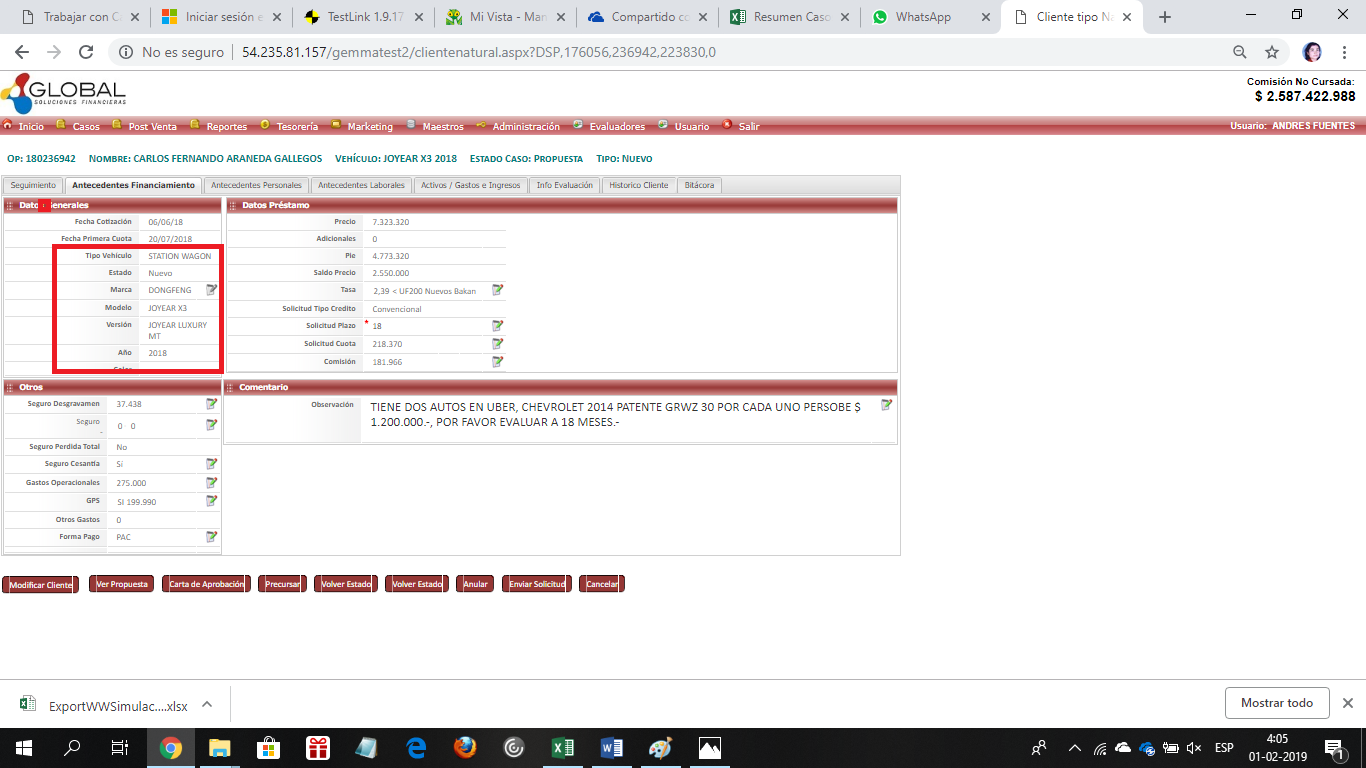 Trabajar con C
Iniciar sesión e
TestLink 1.9.17
Mi Vista - Man
Compartido co
Resumen Caso
WhatsApp
Cliente tipo Na
No es seguro
54.235.81.157/gemmatest2/clientenatural.aspx?DSP,176056,236942,223830,0
GLOBAL
SOLUCIONES FINANCIERAS
Comisión No Cursada:
$ 2.587.422.988
Inicio Casos Post Venta Reportes Tesorería Marketing Maestros Administración Evaluadores Usuario Salir
Usuario: ANDRES FUENTES
OP: 180236942 NOMBRE: CARLOS FERNANDO ARANEDA GALLEGOS VEHÍCULO: JOYEAR X3 2018 ESTADO CASO: PROPUESTA TIPO: NUEVO
Seguimiento Antecedentes Financiamiento Antecedentes Personales Antecedentes Laborales Activos / Gastos e Ingresos Info Evaluación Historico Cliente Bitácora
Generales
Fecha Cotización 06/06/18
Fecha Primera Cuota 20/07/2018
Tipo Vehículo STATION WAGON
Estado Nuevo
Marca DONGFENG
Modelo JOYEAR X3
Versión JOYEAR LUXURY
MT
Año 2018
Datos Préstamo
Precio 7.323.320
Adicionales 0
Pie 4.773.320
Saldo Precio 2.550.000
Tasa 2,39 < UF200 Nuevos Bakan
Solicitud Tipo Credito Convencional
Solicitud Plazo * 18
Solicitud Cuota 218.370
Comisión 181.966
Otros
Seguro Desgravamen 37.438
Seguro 0 0
-
Seguro Perdida Total No
Seguro Cesantía Sí
Gastos Operacionales 275.000
GPS SI 199.990
Otros Gastos 0
Forma Pago PAC
Comentario
Observación TIENE DOS AUTOS EN UBER, CHEVROLET 2014 PATENTE GRWZ 30 POR CADA UNO PERSOBE $
1.200.000.-, POR FAVOR EVALUAR A 18 MESES.-
Modificar Cliente Ver Propuesta Carta de Aprobación Precursar Volver Estado Volver Estado Anular Enviar Solicitud Cancelar
ExportWWSimulac....xlsx
Mostrar todo
ESP
4:05
01-02-2019
1